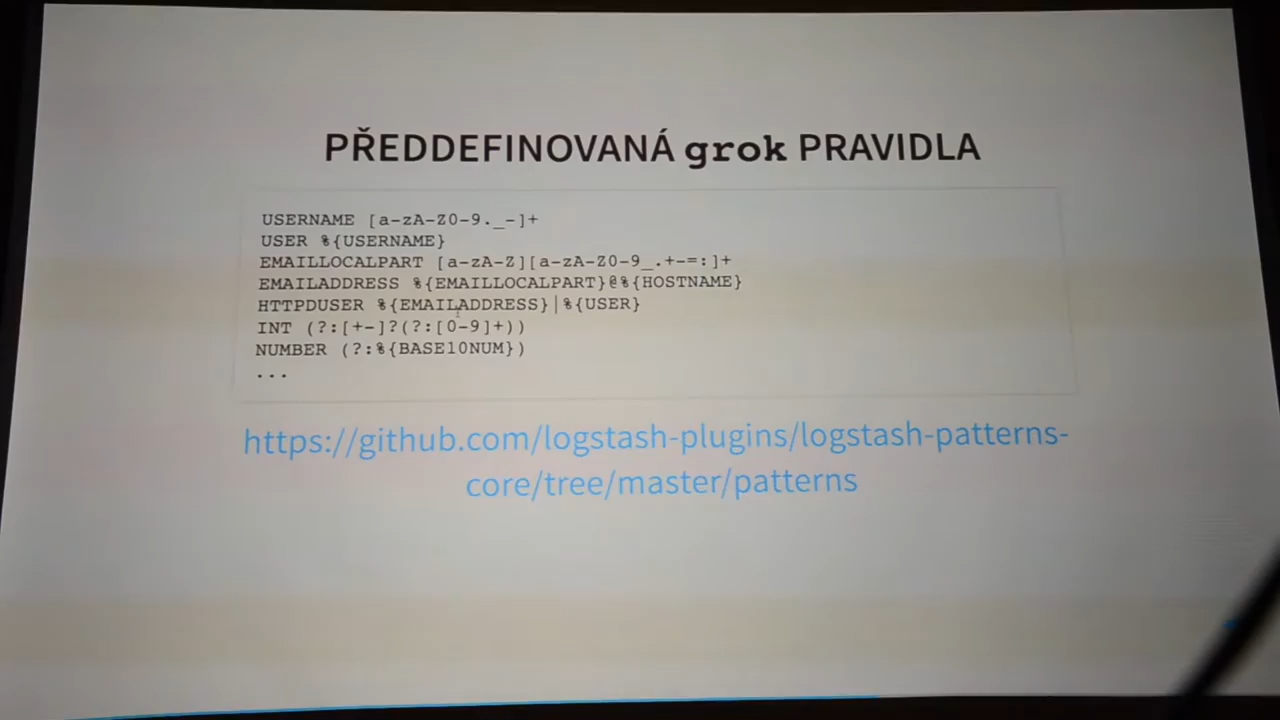 PŘEDDEFINOVANÁ grok PRAVIDLA
USERNAME [a-zA-Z0-9._-]+
USER %{USERNAME}
EMAILLOCALPART [a-zA-Z][a-zA-Z0-9_.+-=:]+
EMAILADDRESS %{EMAILLOCALPART}@%{HOSTNAME}
HTTPDUSER %{EMAILADDRESS}|%{USER}
INT (?:[+-]?(?:[0-9]+))
NUMBER (?:%{BASE10NUM})
...
https://github.com/logstash-plugins/logstash-patterns-
core/tree/master/patterns